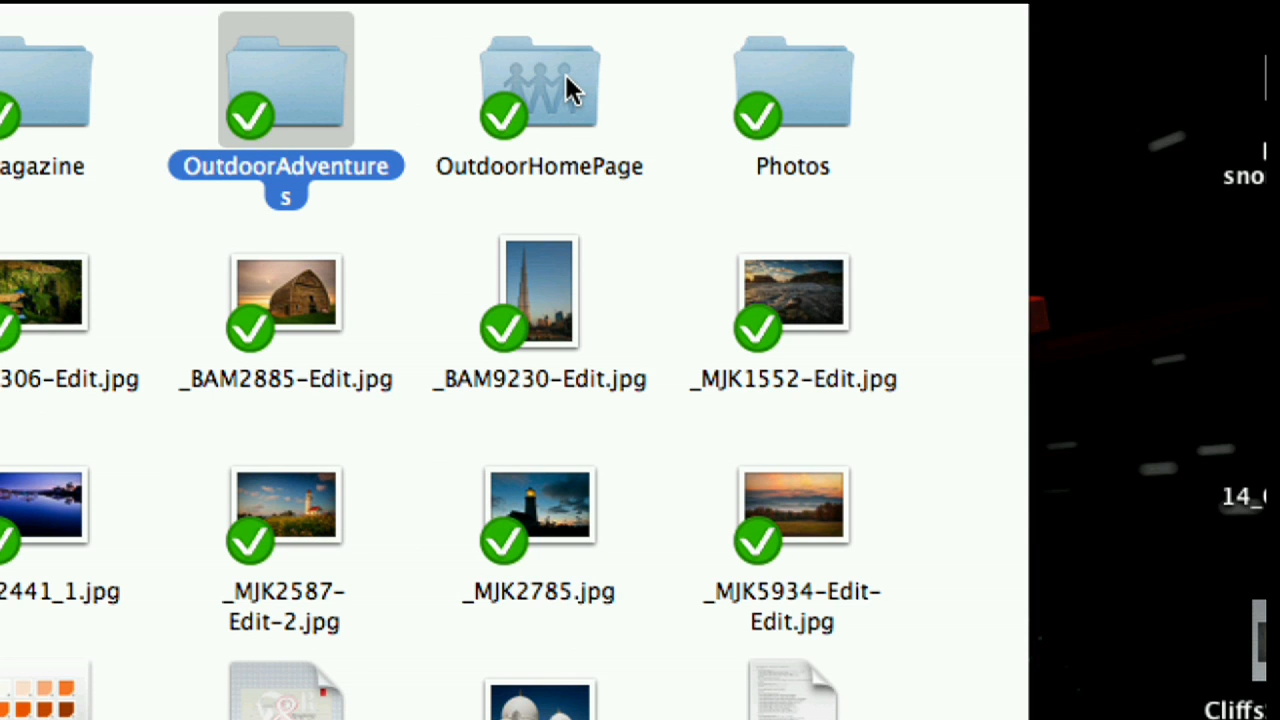 agazine
OutdoorAdventure
s
OutdoorHomePage
Photos
sno
306-Edit.jpg
_BAM2885-Edit.jpg
_BAM9230-Edit.jpg
_MJK1552-Edit.jpg
14_
2441_1.jpg
_MJK2587-
Edit-2.jpg
_MJK2785.jpg
_MJK5934-Edit-
Edit.jpg
Cliffs